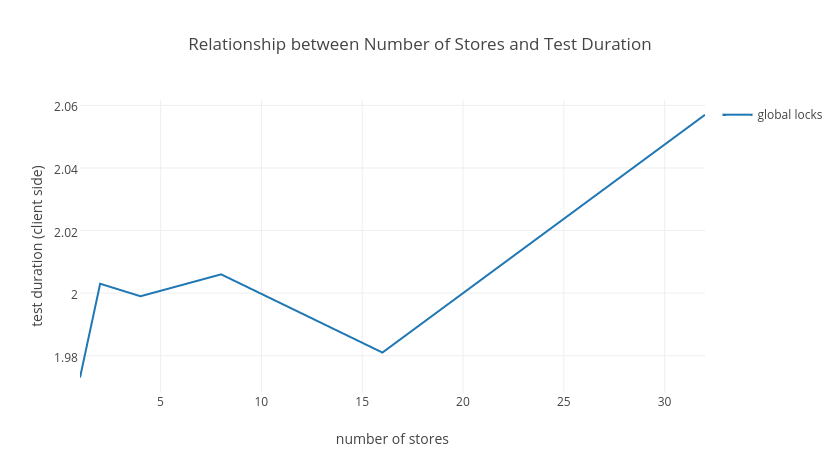 Relationship between Number of Stores and Test Duration
2.06
2.04
2.02
2
1.98
test duration (client side)
5
10
15
20
25
30
number of stores
global locks